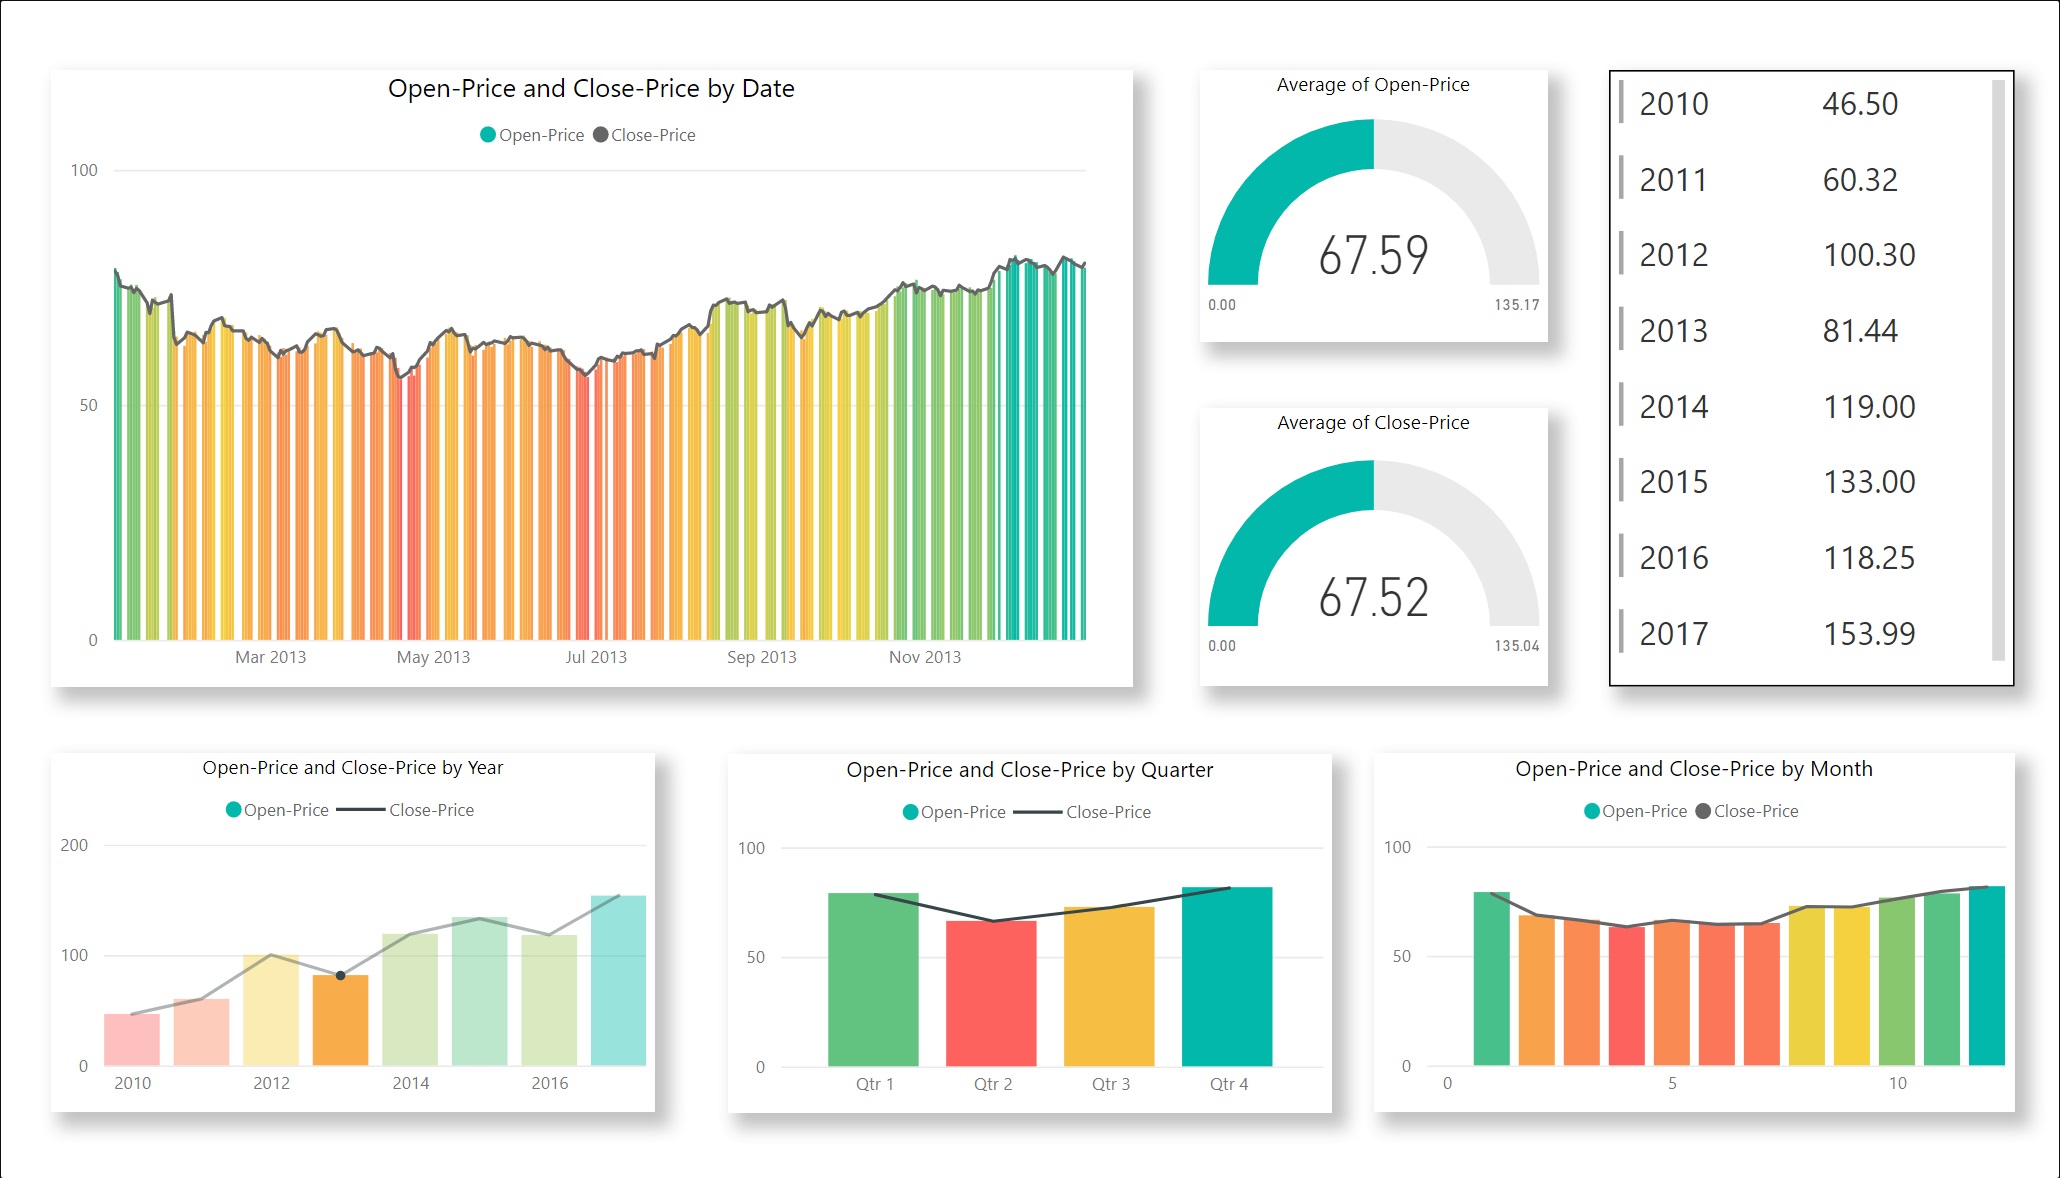 Open-Price and Close-Price by Date
Open-Price Close-Price
100
50
0
Mar 2013 May 2013 Jul 2013 Sep 2013 Nov 2013
Average of Open-Price
67.59
0.00 135.17
Average of Close-Price
67.52
0.00 135.04
2010 46.50
2011 60.32
2012 100.30
2013 81.44
2014 119.00
2015 133.00
2016 118.25
2017 153.99
Open-Price and Close-Price by Year
Open-Price Close-Price
200
100
0
2010 2012 2014 2016
Open-Price and Close-Price by Quarter
Open-Price Close-Price
100
50
0
Qtr 1 Qtr 2 Qtr 3 Qtr 4
Open-Price and Close-Price by Month
Open-Price Close-Price
100
50
0
0 5 10